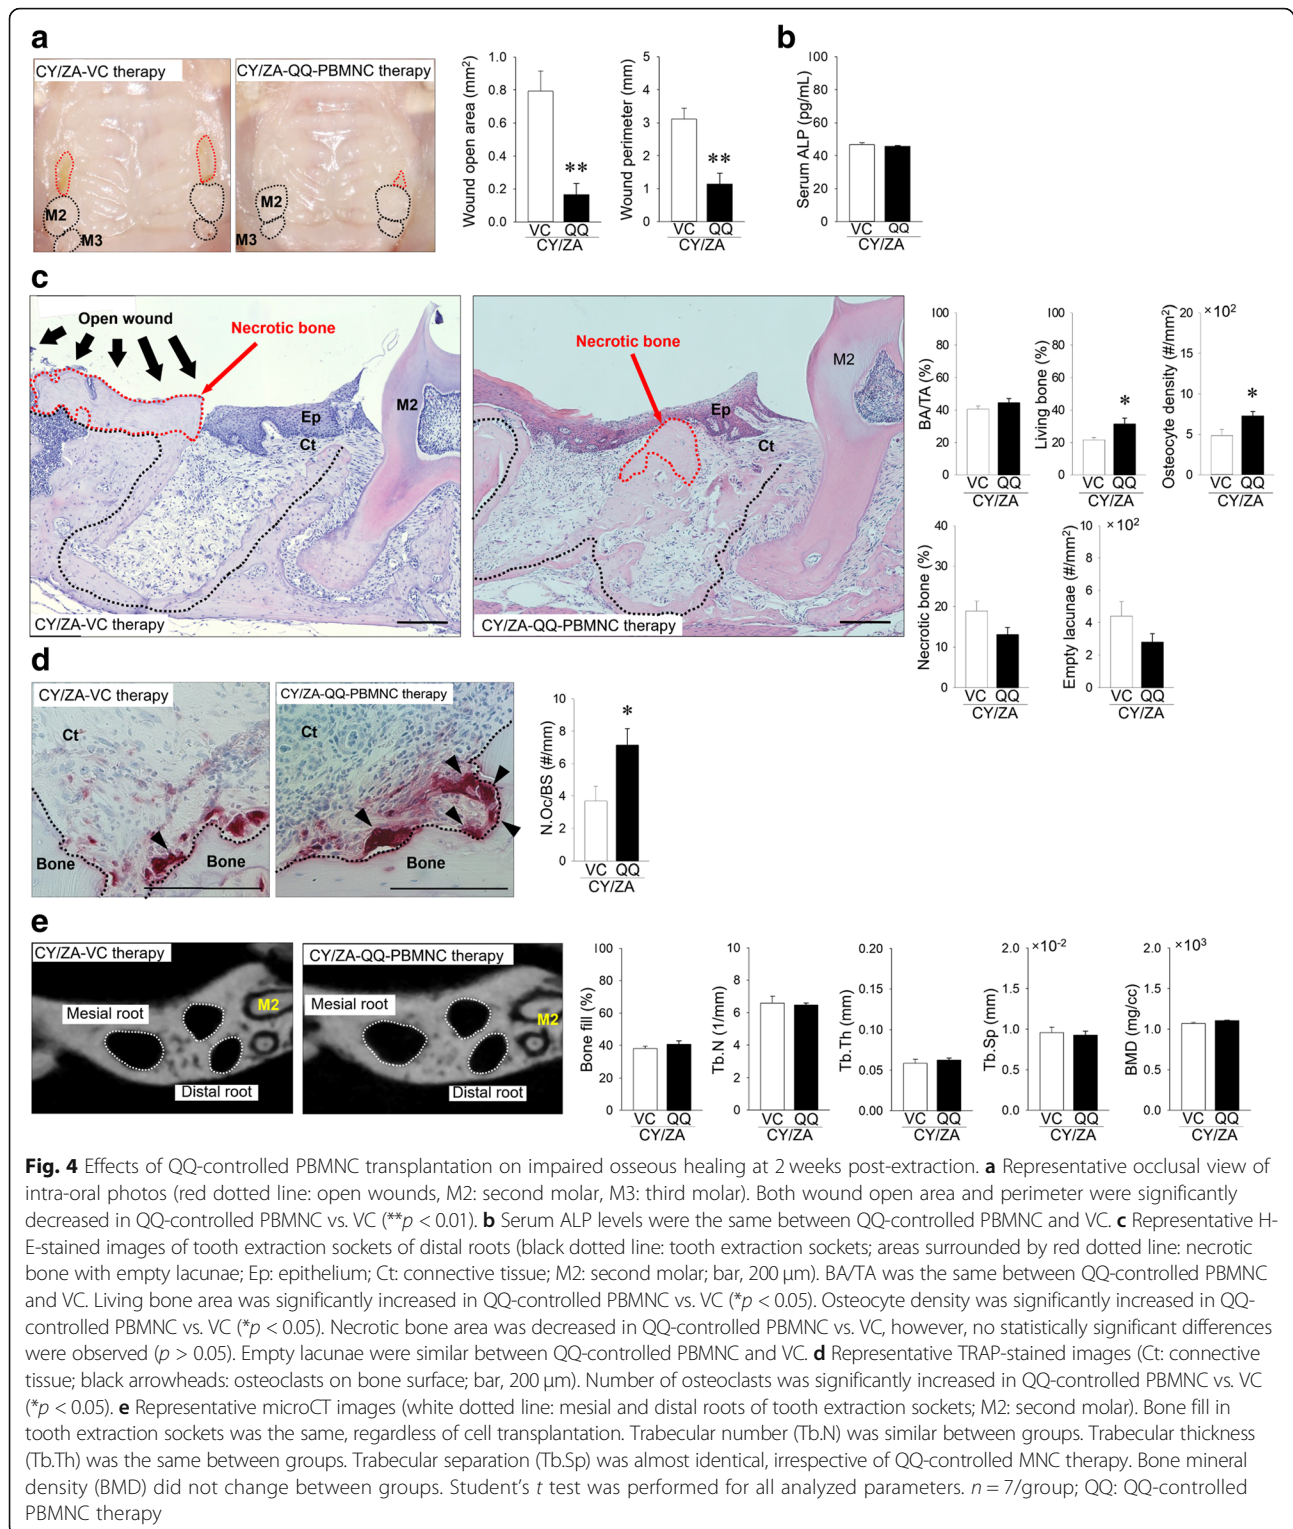 a
CY/ZA-VC therapy
CY/ZA-QQ-PBMNC therapy
M2
M3
M2
M3
Wound open area (mm²)
1.0
0.8
0.6
0.4
0.2
0
**
VC QQ
CY/ZA
Wound perimeter (mm)
5
4
3
2
1
0
**
VC QQ
CY/ZA
b
Serum ALP (pg/mL)
100
80
60
40
20
0
VC QQ
CY/ZA
c
Open wound
Necrotic bone
Ep
Ct
M2
CY/ZA-VC therapy
Necrotic bone
Ep
Ct
M2
CY/ZA-QQ-PBMNC therapy
BA/TA (%)
100
80
60
40
20
0
VC QQ
CY/ZA
Living bone (%)
100
80
60
40
20
0
*
VC QQ
CY/ZA
Osteocyte density (#/mm²)
×10²
20
15
10
5
0
*
VC QQ
CY/ZA
Necrotic bone (%)
40
30
20
10
0
VC QQ
CY/ZA
Empty lacunae (#/mm²)
×10²
10
8
6
4
2
0
VC QQ
CY/ZA
d
CY/ZA-VC therapy
Ct
Bone
Bone
CY/ZA-QQ-PBMNC therapy
Ct
Bone
N.Oc/BS (#/mm)
10
8
6
4
2
0
*
VC QQ
CY/ZA
e
CY/ZA-VC therapy
Mesial root
M2
Distal root
CY/ZA-QQ-PBMNC therapy
Mesial root
M2
Distal root
Bone fill (%)
100
80
60
40
20
0
VC QQ
CY/ZA
Tb.N (1/mm)
10
8
6
4
2
0
VC QQ
CY/ZA
Tb.Th (mm)
0.20
0.15
0.10
0.05
0.00
VC QQ
CY/ZA
Tb.Sp (mm)
×10⁻²
2.0
1.5
1.0
0.5
0.0
VC QQ
CY/ZA
BMD (mg/cc)
×10³
2.0
1.5
1.0
0.5
0.0
VC QQ
CY/ZA
Fig. 4 Effects of QQ-controlled PBMNC transplantation on impaired osseous healing at 2 weeks post-extraction. a Representative occlusal view of
intra-oral photos (red dotted line: open wounds, M2: second molar, M3: third molar). Both wound open area and perimeter were significantly
decreased in QQ-controlled PBMNC vs. VC (**p < 0.01). b Serum ALP levels were the same between QQ-controlled PBMNC and VC. c Representative H-
E-stained images of tooth extraction sockets of distal roots (black dotted line: tooth extraction sockets; areas surrounded by red dotted line: necrotic
bone with empty lacunae; Ep: epithelium; Ct: connective tissue; M2: second molar; bar, 200 μm). BA/TA was the same between QQ-controlled PBMNC
and VC. Living bone area was significantly increased in QQ-controlled PBMNC vs. VC (*p < 0.05). Osteocyte density was significantly increased in QQ-
controlled PBMNC vs. VC (*p < 0.05). Necrotic bone area was decreased in QQ-controlled PBMNC vs. VC, however, no statistically significant differences
were observed (p > 0.05). Empty lacunae were similar between QQ-controlled PBMNC and VC. d Representative TRAP-stained images (Ct: connective
tissue; black arrowheads: osteoclasts on bone surface; bar, 200 μm). Number of osteoclasts was significantly increased in QQ-controlled PBMNC vs. VC
(*p < 0.05). e Representative microCT images (white dotted line: mesial and distal roots of tooth extraction sockets; M2: second molar). Bone fill in
tooth extraction sockets was the same, regardless of cell transplantation. Trabecular number (Tb.N) was similar between groups. Trabecular thickness
(Tb.Th) was the same between groups. Trabecular separation (Tb.Sp) was almost identical, irrespective of QQ-controlled MNC therapy. Bone mineral
density (BMD) did not change between groups. Student's t test was performed for all analyzed parameters. n = 7/group; QQ: QQ-controlled
PBMNC therapy